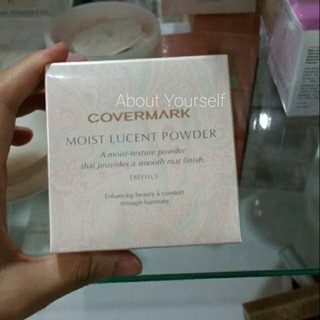 About Yourself
COVERMARK
MOIST LUCENT POWDER
A moist-texture powder
that provides a smooth mat finish.
(REFILL)
Enhancing beauty & comfort
through harmony